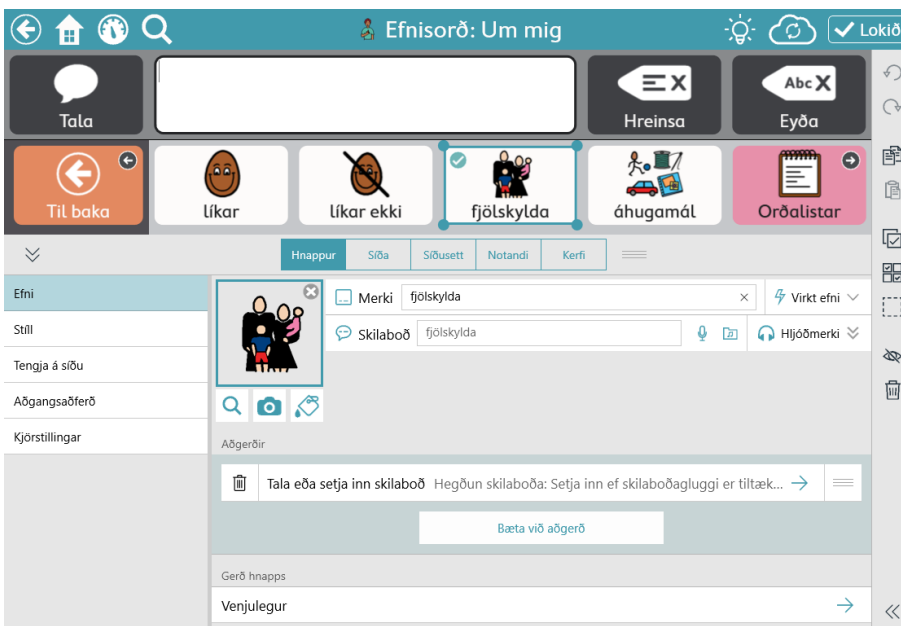 Efnisorð: Um mig
Lokið
Tala
Hreinsa
Abc X
Eyða
Til baka
líkar
líkar ekki
fjölskylda
áhugamál
Orðalistar
Hnappur Síða Síðusett Notandi Kerfi
Efni
Stíll
Tengja á síðu
Aðgangsaðferð
Kjörstillingar
Merki fjölskylda Virkt efni
Skilaboð fjölskylda Hljóðmerki
Aðgerðir
Tala eða setja inn skilaboð Hegðun skilaboða: Setja inn ef skilaboðagluggi er tiltæk...
Bæta við aðgerð
Gerð hnapps
Venjulegur